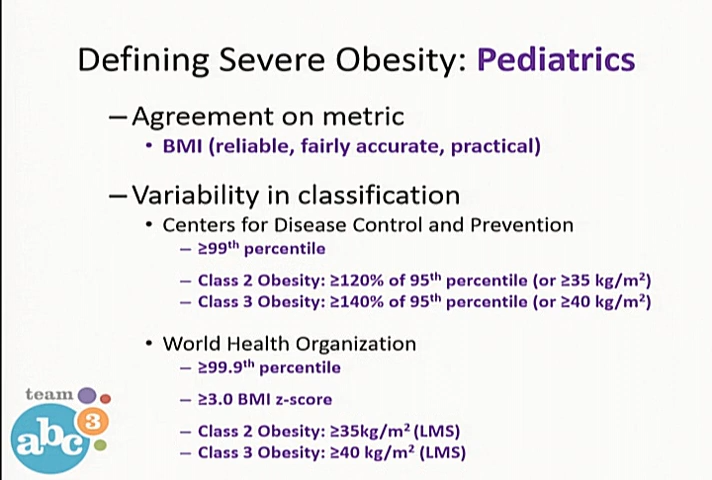 Defining Severe Obesity: Pediatrics
– Agreement on metric
• BMI (reliable, fairly accurate, practical)
– Variability in classification
• Centers for Disease Control and Prevention
– ≥99th percentile
– Class 2 Obesity: ≥120% of 95th percentile (or ≥35 kg/m²)
– Class 3 Obesity: ≥140% of 95th percentile (or ≥40 kg/m²)
• World Health Organization
– ≥99.9th percentile
– ≥3.0 BMI z-score
– Class 2 Obesity: ≥35kg/m² (LMS)
– Class 3 Obesity: ≥40 kg/m² (LMS)
team
abc3